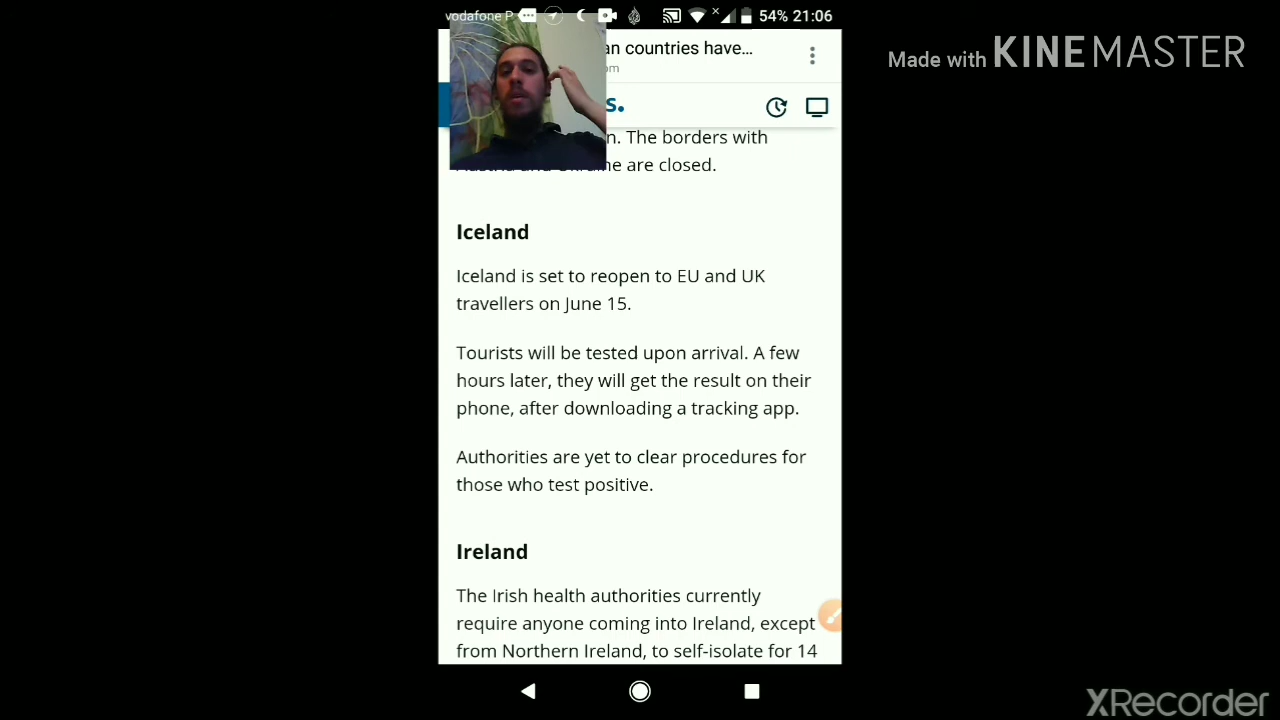 vodafone P
54% 21:06
Made with KINEMASTER
an countries have...
om
s.
n. The borders with
ne are closed.
Iceland
Iceland is set to reopen to EU and UK
travellers on June 15.
Tourists will be tested upon arrival. A few
hours later, they will get the result on their
phone, after downloading a tracking app.
Authorities are yet to clear procedures for
those who test positive.
Ireland
The Irish health authorities currently
require anyone coming into Ireland, except
from Northern Ireland, to self-isolate for 14
XRecorder